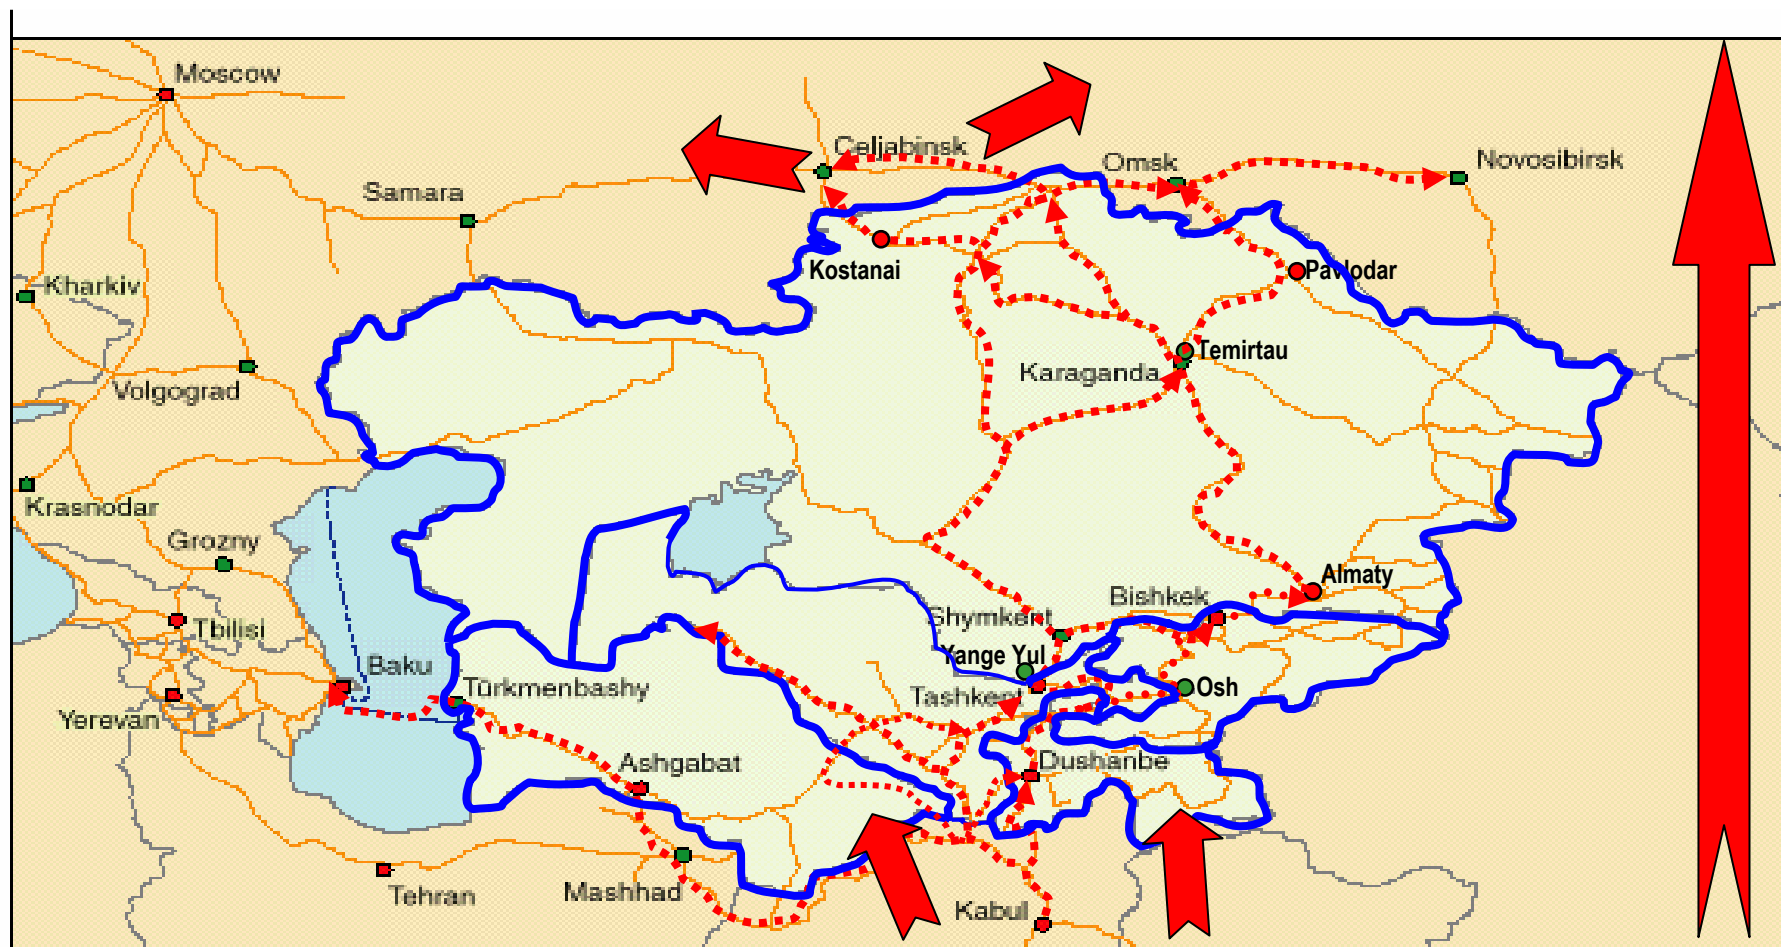 Moscow
Celjabinsk
Omsk
Novosibirsk
Samara
Kostanai
Pavlodar
Kharkiv
Temirtau
Karaganda
Volgograd
Krasnodar
Grozny
Almaty
Bishkek
Shymkent
Tbilisi
Yange Yul
Baku
Türkmenbashy
Tashkent
Osh
Yerevan
Ashgabat
Dushanbe
Tehran
Mashhad
Kabul